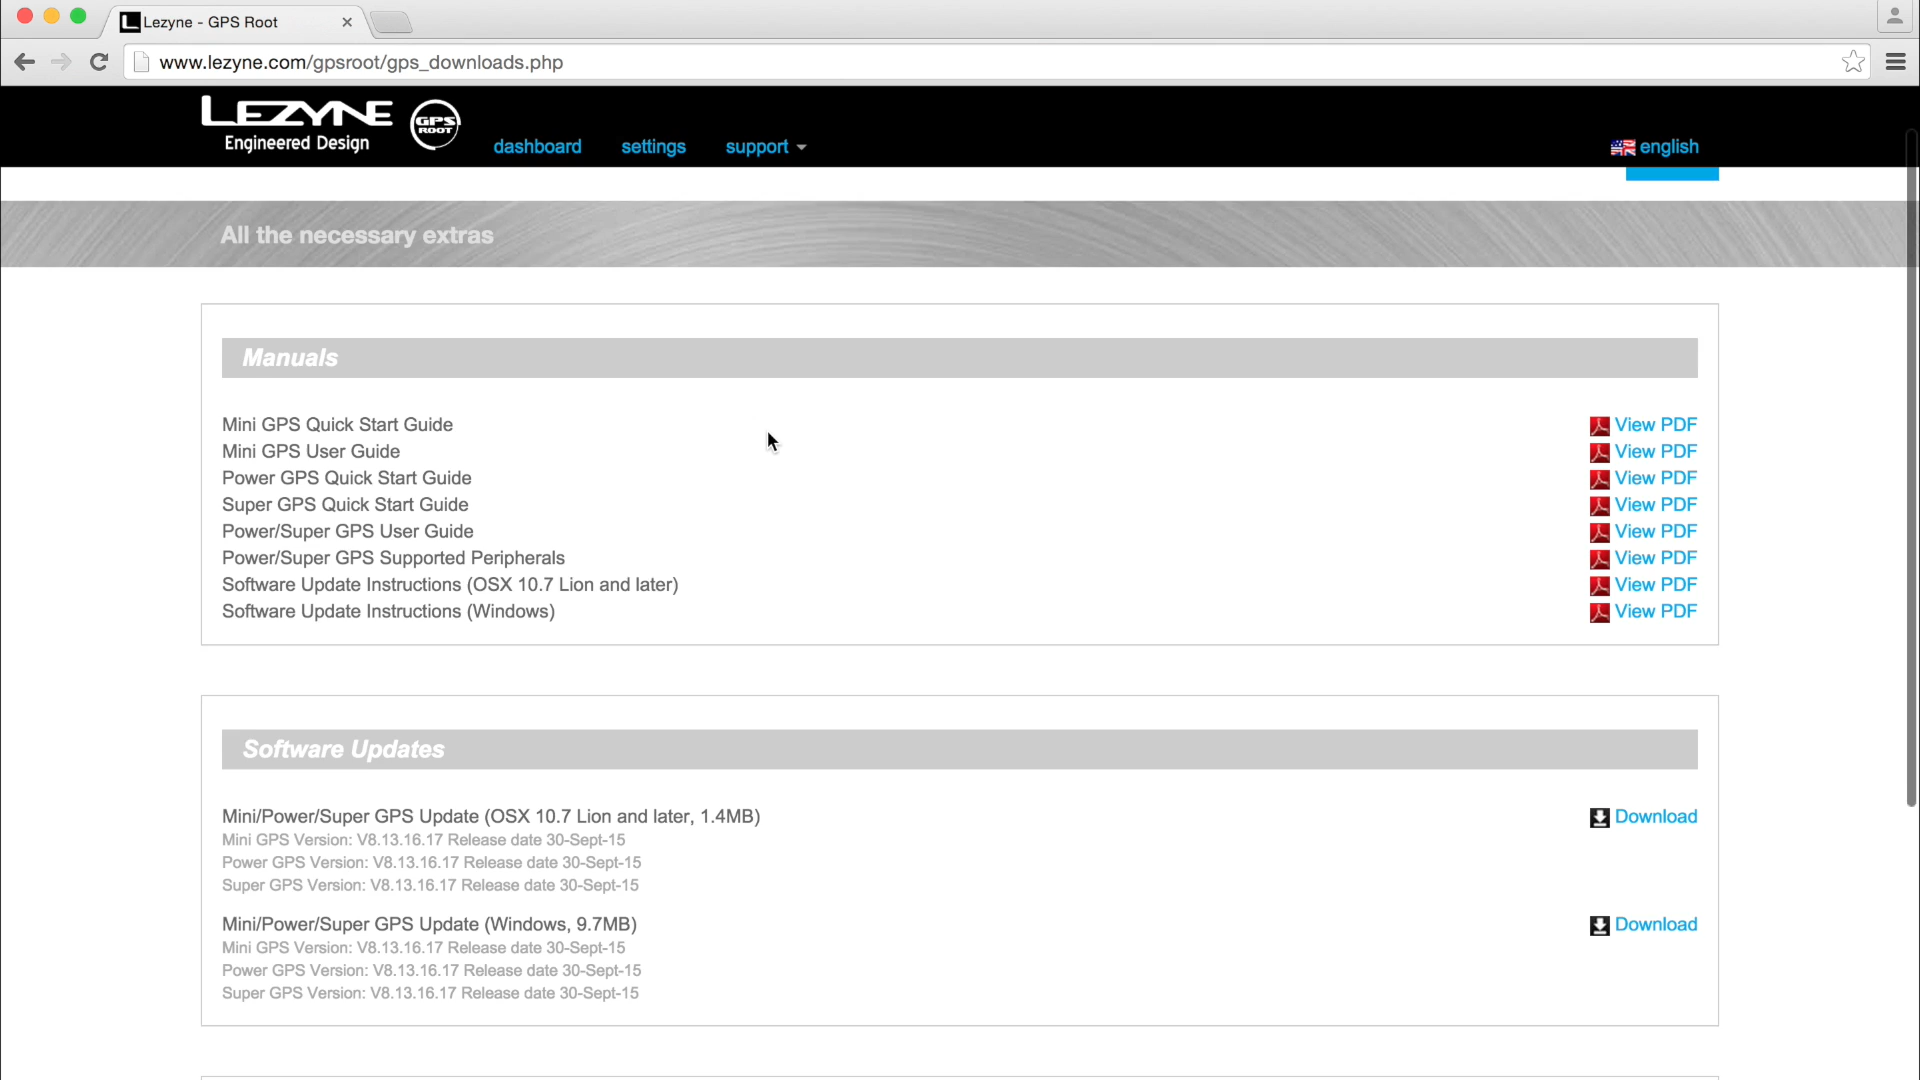 Lezyne - GPS Root
www.lezyne.com/gpsroot/gps_downloads.php
LEZYNE
Engineered Design
GPS
ROOT
dashboard
settings
support
english
All the necessary extras
Manuals
Mini GPS Quick Start Guide
View PDF
Mini GPS User Guide
View PDF
Power GPS Quick Start Guide
View PDF
Super GPS Quick Start Guide
View PDF
Power/Super GPS User Guide
View PDF
Power/Super GPS Supported Peripherals
View PDF
Software Update Instructions (OSX 10.7 Lion and later)
View PDF
Software Update Instructions (Windows)
View PDF
Software Updates
Mini/Power/Super GPS Update (OSX 10.7 Lion and later, 1.4MB)
Download
Mini GPS Version: V8.13.16.17 Release date 30-Sept-15
Power GPS Version: V8.13.16.17 Release date 30-Sept-15
Super GPS Version: V8.13.16.17 Release date 30-Sept-15
Mini/Power/Super GPS Update (Windows, 9.7MB)
Download
Mini GPS Version: V8.13.16.17 Release date 30-Sept-15
Power GPS Version: V8.13.16.17 Release date 30-Sept-15
Super GPS Version: V8.13.16.17 Release date 30-Sept-15